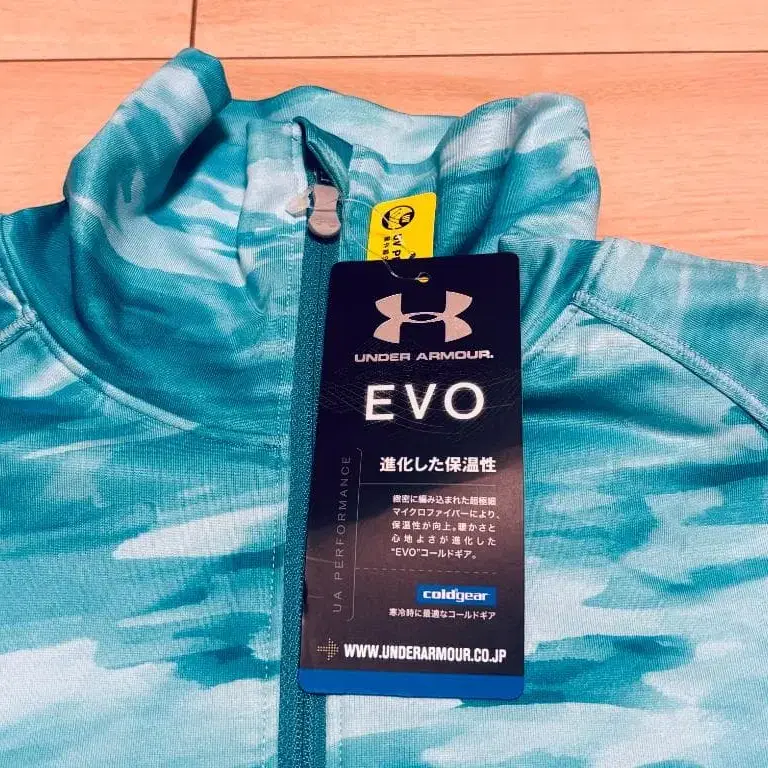 UV P
UNDER ARMOUR.
EVO
進化した保温性
UA PERFORMANCE
緻密に編み込まれた超極細
マイクロファイバーにより、
保温性が向上。暖かさと
心地よさが進化した
"EVO"コールドギア。
coldgear
寒冷時に最適なコールドギア
WWW.UNDERARMOUR.CO.JP